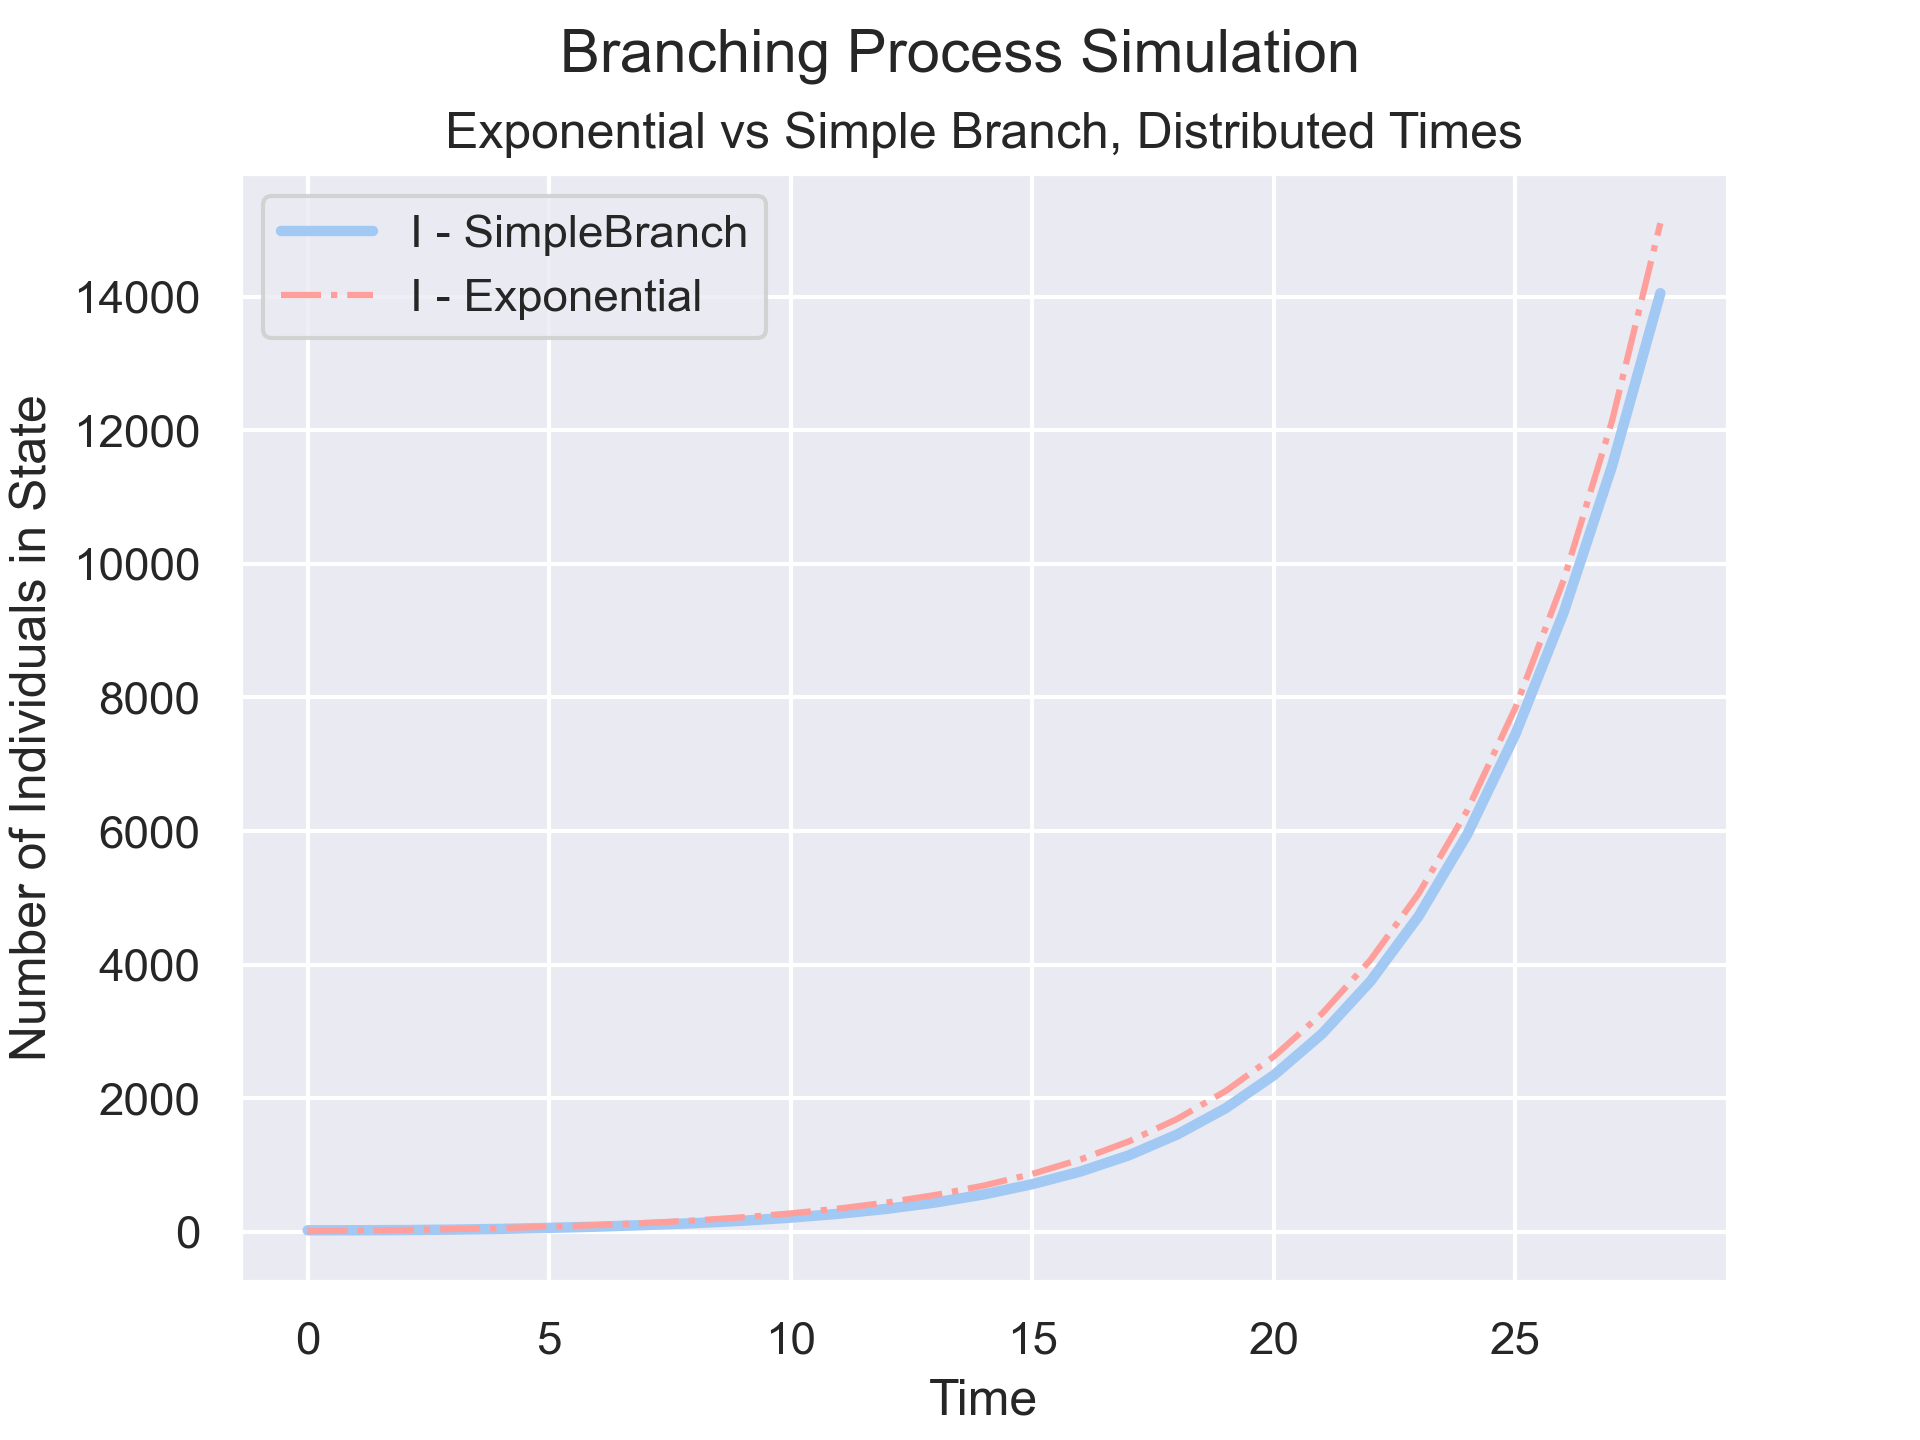 Branching Process Simulation
Exponential vs Simple Branch, Distributed Times
I - SimpleBranch
I - Exponential
Number of Individuals in State
14000
12000
10000
8000
6000
4000
2000
0
0 5 10 15 20 25
Time